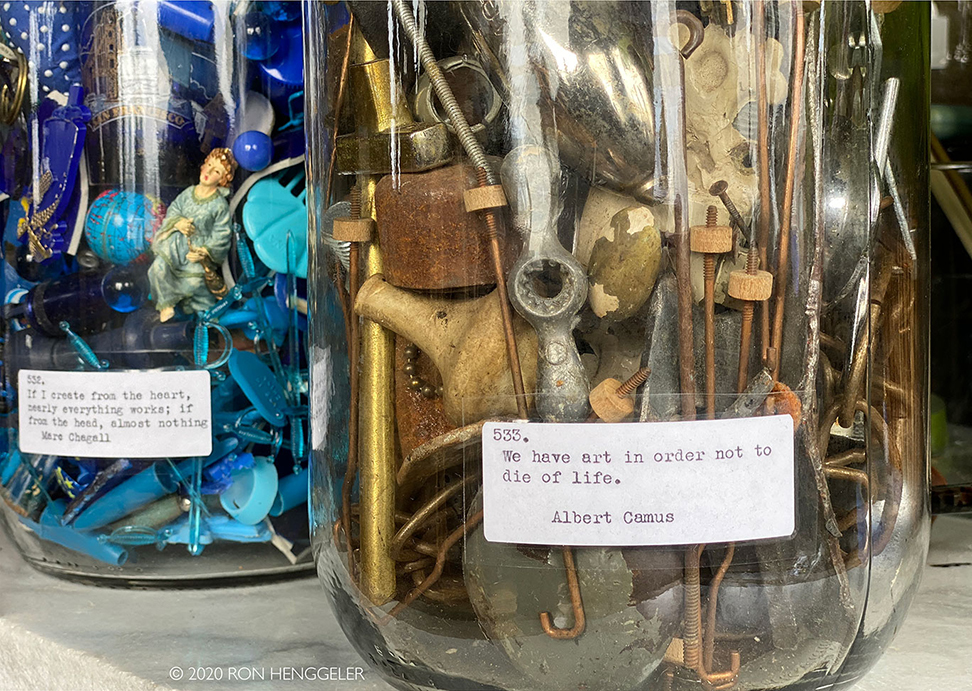 532.
If I create from the heart,
nearly everything works; if
from the head, almost nothing
Marc Chagall
533.
We have art in order not to
die of life.
Albert Camus
© 2020 RON HENGGELER